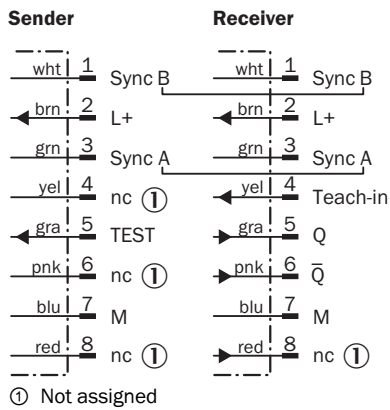 Sender Receiver
wht 1 Sync B wht 1 Sync B
brn 2 L+ brn 2 L+
grn 3 Sync A grn 3 Sync A
yel 4 nc ① yel 4 Teach-in
gra 5 TEST gra 5 Q
pnk 6 nc ① pnk 6 Q̅
blu 7 M blu 7 M
red 8 nc ① red 8 nc ①
① Not assigned